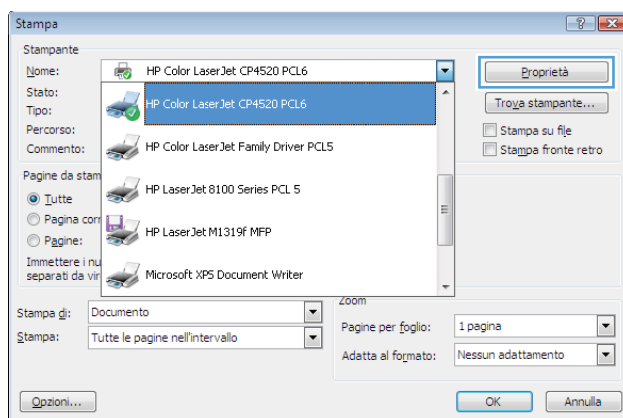 Stampa
Stampante
Nome: HP Color LaserJet CP4520 PCL6 Proprietà
Stato: HP Color LaserJet CP4520 PCL6 Trova stampante...
Tipo:
Percorso: Stampa su file
Commento: HP Color LaserJet Family Driver PCL5 Stampa fronte retro
Pagine da stam
HP LaserJet 8100 Series PCL 5
Tutte
Pagina corr HP LaserJet M1319f MFP
Pagine:
Immettere i nu
separati da vir Microsoft XPS Document Writer
Stampa di: Documento Zoom
Pagine per foglio: 1 pagina
Stampa: Tutte le pagine nell'intervallo
Adatta al formato: Nessun adattamento
Opzioni... OK Annulla